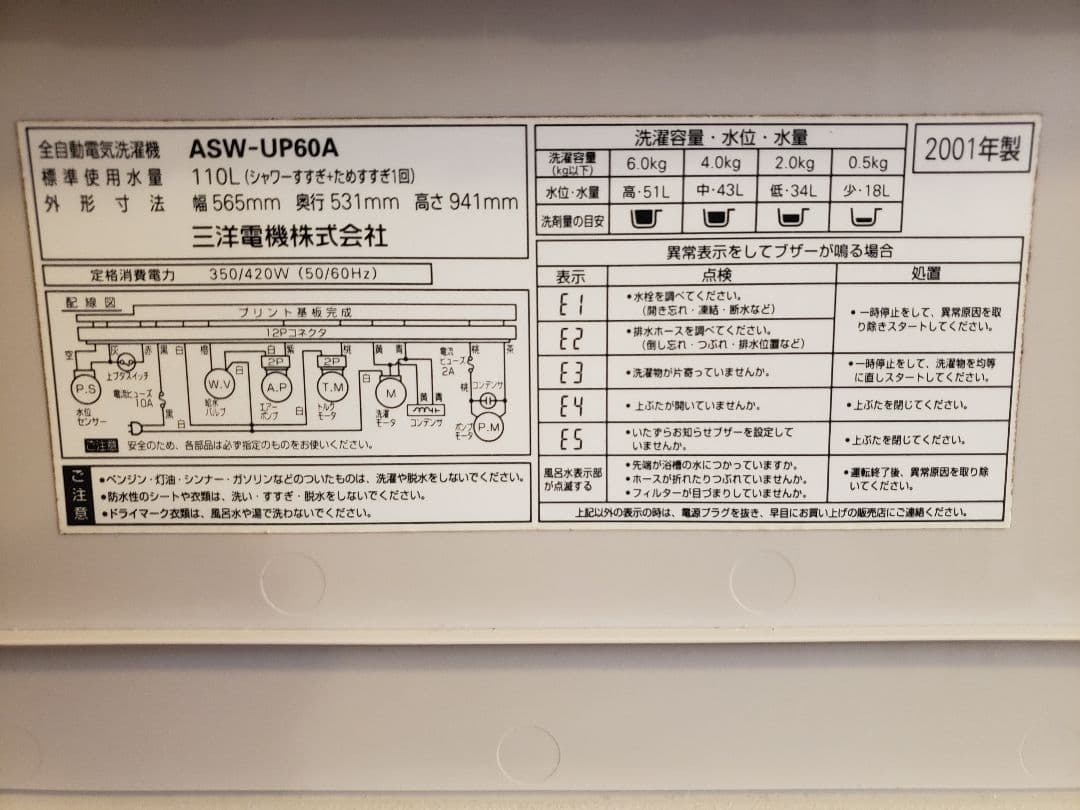 全自動電気洗濯機 ASW-UP60A
標準使用水量 110L(シャワーすすぎ+ためすすぎ1回)
外形寸法 幅565mm 奥行531mm 高さ941mm
三洋電機株式会社
定格消費電力 350/420W (50/60Hz)
配線図
プリント基板完成
12Pコネクタ
空 灰 赤 黒 白 橙 白 紫 桃 黄 青 電流ヒューズ 2A 桃 茶
2P 2P
上フタスイッチ
P.S W.V 白 A.P T.M 白 M 黄 青 桃 コンデンサ
電流ヒューズ 10A
水位センサー 黒 白 給水バルブ エアーポンプ 白 トルクモータ 洗濯モータ コンデンサ ポンプモータ P.M
ご注意 安全のため、各部品は必ず指定のものをお使いください。
ご注意
•ベンジン・灯油・シンナー・ガソリンなどのついたものは、洗濯や脱水をしないでください。
•防水性のシートや衣類は、洗い・すすぎ・脱水をしないでください。
•ドライマーク衣類は、風呂水や湯で洗わないでください。
洗濯容量・水位・水量
洗濯容量(kg以下) 6.0kg 4.0kg 2.0kg 0.5kg
水位・水量 高・51L 中・43L 低・34L 少・18L
洗剤量の目安
2001年製
異常表示をしてブザーが鳴る場合
表示 点検 処置
E1 •水栓を調べてください。
(開き忘れ・凍結・断水など)
E2 •排水ホースを調べてください。
(倒し忘れ・つぶれ・排水位置など)
•一時停止をして、異常原因を取
り除きスタートしてください。
E3 •洗濯物が片寄っていませんか。
•一時停止をして、洗濯物を均等
に直しスタートしてください。
E4 •上ぶたが開いていませんか。 •上ぶたを閉じてください。
E5 •いたずらお知らせブザーを設定して
いませんか。
•上ぶたを閉じてください。
風呂水表示部
が点滅する
•先端が浴槽の水につかっていますか。
•ホースが折れたりつぶれていませんか。
•フィルターが目づまりしていませんか。
•運転終了後、異常原因を取り除
いてください。
上記以外の表示の時は、電源プラグを抜き、早目にお買い上げの販売店にご連絡ください。